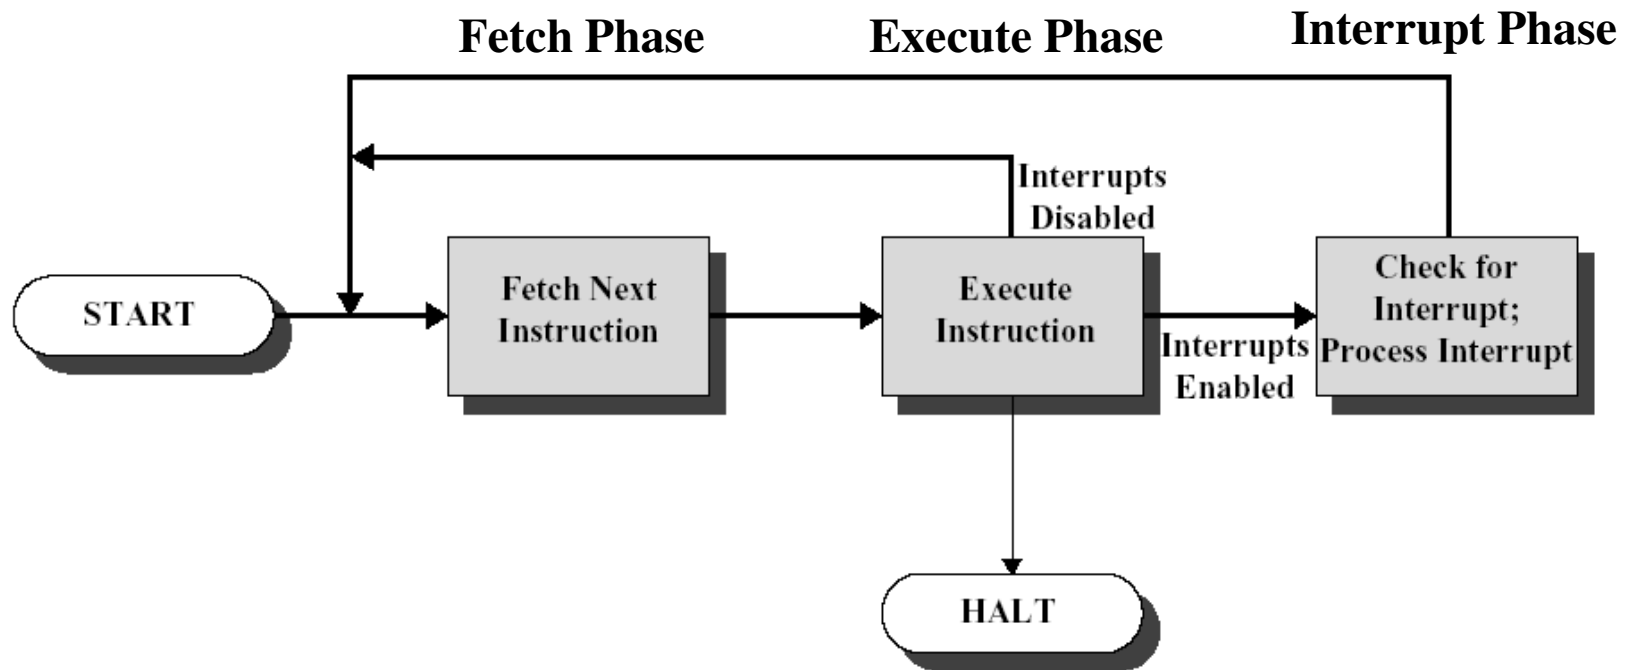 Fetch Phase
Execute Phase
Interrupt Phase
Interrupts
Disabled
START
Fetch Next
Instruction
Execute
Instruction
Interrupts
Enabled
Check for
Interrupt;
Process Interrupt
HALT